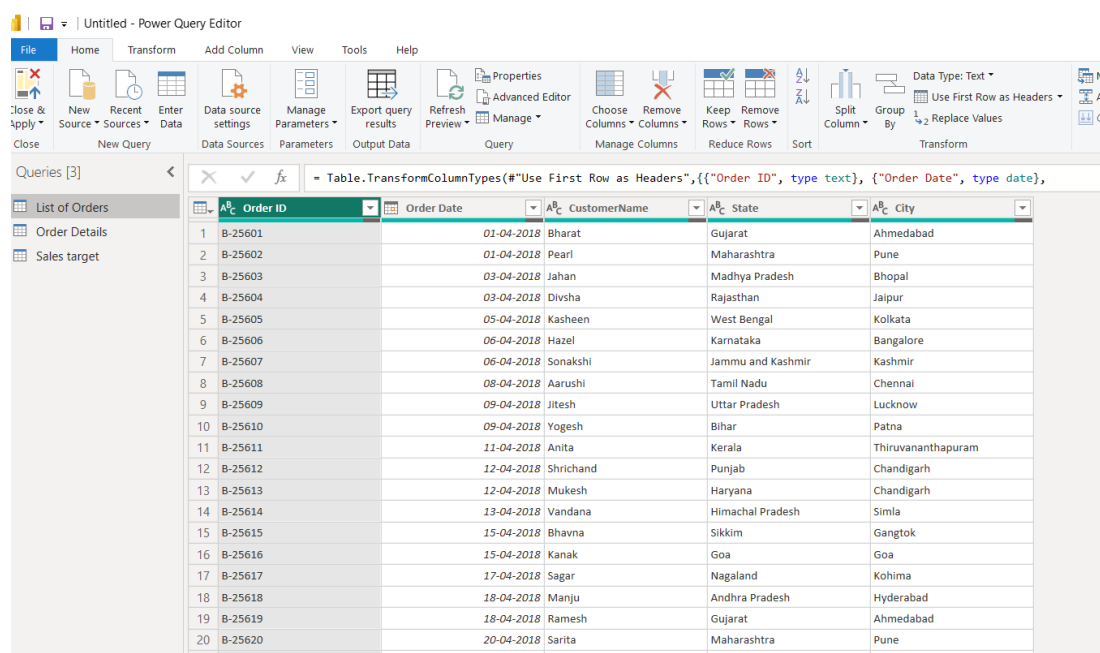 Untitled - Power Query Editor
File Home Transform Add Column View Tools Help
Close & Apply
New Source
Recent Sources
Enter Data
Data source settings
Manage Parameters
Export query results
Refresh Preview
Properties
Advanced Editor
Manage
Choose Columns
Remove Columns
Keep Rows
Remove Rows
Split Column
Group By
Data Type: Text
Use First Row as Headers
Replace Values
Close New Query Data Sources Parameters Output Data Query Manage Columns Reduce Rows Sort Transform
Queries [3]
List of Orders
Order Details
Sales target
= Table.TransformColumnTypes(#"Use First Row as Headers",{{"Order ID", type text}, {"Order Date", type date},
Order ID Order Date CustomerName State City
1 B-25601 01-04-2018 Bharat Gujarat Ahmedabad
2 B-25602 01-04-2018 Pearl Maharashtra Pune
3 B-25603 03-04-2018 Jahan Madhya Pradesh Bhopal
4 B-25604 03-04-2018 Divsha Rajasthan Jaipur
5 B-25605 05-04-2018 Kasheen West Bengal Kolkata
6 B-25606 06-04-2018 Hazel Karnataka Bangalore
7 B-25607 06-04-2018 Sonakshi Jammu and Kashmir Kashmir
8 B-25608 08-04-2018 Aarushi Tamil Nadu Chennai
9 B-25609 09-04-2018 Jitesh Uttar Pradesh Lucknow
10 B-25610 09-04-2018 Yogesh Bihar Patna
11 B-25611 11-04-2018 Anita Kerala Thiruvananthapuram
12 B-25612 12-04-2018 Shrichand Punjab Chandigarh
13 B-25613 12-04-2018 Mukesh Haryana Chandigarh
14 B-25614 13-04-2018 Vandana Himachal Pradesh Simla
15 B-25615 15-04-2018 Bhavna Sikkim Gangtok
16 B-25616 15-04-2018 Kanak Goa Goa
17 B-25617 17-04-2018 Sagar Nagaland Kohima
18 B-25618 18-04-2018 Manju Andhra Pradesh Hyderabad
19 B-25619 18-04-2018 Ramesh Gujarat Ahmedabad
20 B-25620 20-04-2018 Sarita Maharashtra Pune